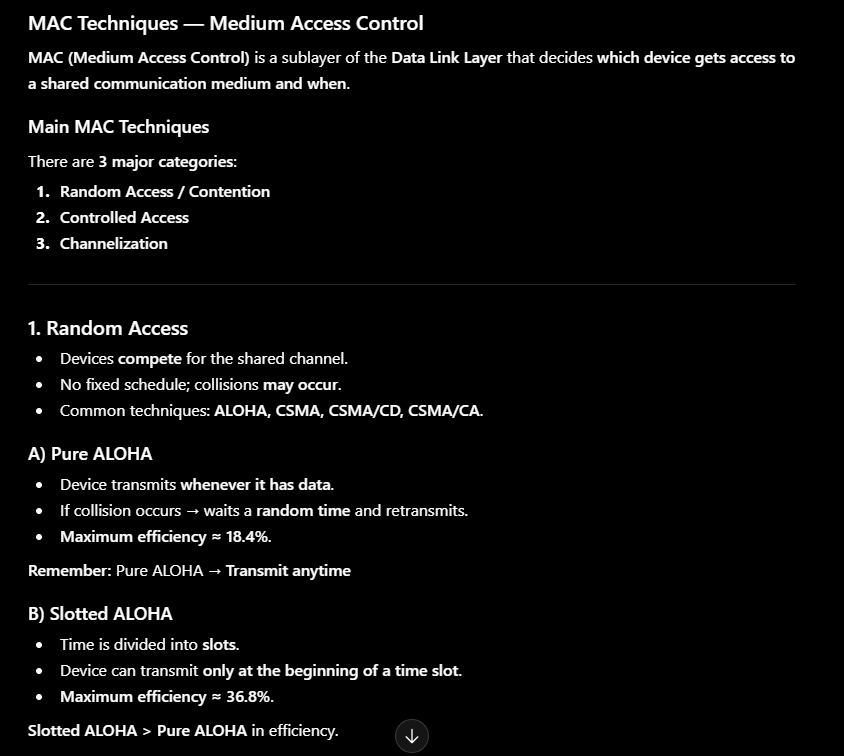 MAC Techniques — Medium Access Control
MAC (Medium Access Control) is a sublayer of the Data Link Layer that decides which device gets access to
a shared communication medium and when.
Main MAC Techniques
There are 3 major categories:
1. Random Access / Contention
2. Controlled Access
3. Channelization
1. Random Access
• Devices compete for the shared channel.
• No fixed schedule; collisions may occur.
• Common techniques: ALOHA, CSMA, CSMA/CD, CSMA/CA.
A) Pure ALOHA
• Device transmits whenever it has data.
• If collision occurs → waits a random time and retransmits.
• Maximum efficiency ≈ 18.4%.
Remember: Pure ALOHA → Transmit anytime
B) Slotted ALOHA
• Time is divided into slots.
• Device can transmit only at the beginning of a time slot.
• Maximum efficiency ≈ 36.8%.
Slotted ALOHA > Pure ALOHA in efficiency.